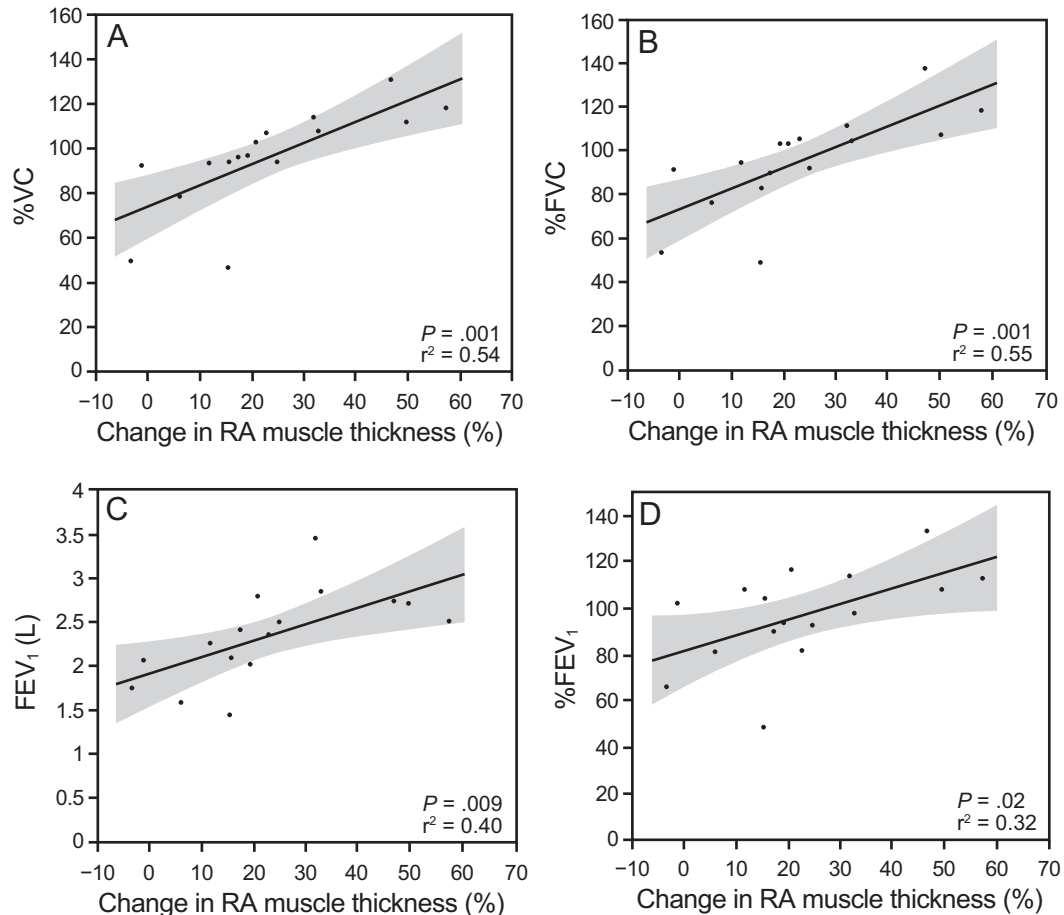 A
%VC
160
140
120
100
80
60
40
20
0
−10 0 10 20 30 40 50 60 70
Change in RA muscle thickness (%)
P = .001
r² = 0.54
B
%FVC
160
140
120
100
80
60
40
20
0
−10 0 10 20 30 40 50 60 70
Change in RA muscle thickness (%)
P = .001
r² = 0.55
C
FEV₁ (L)
4
3.5
3
2.5
2
1.5
1
0.5
0
−10 0 10 20 30 40 50 60 70
Change in RA muscle thickness (%)
P = .009
r² = 0.40
D
%FEV₁
140
120
100
80
60
40
20
0
−10 0 10 20 30 40 50 60 70
Change in RA muscle thickness (%)
P = .02
r² = 0.32